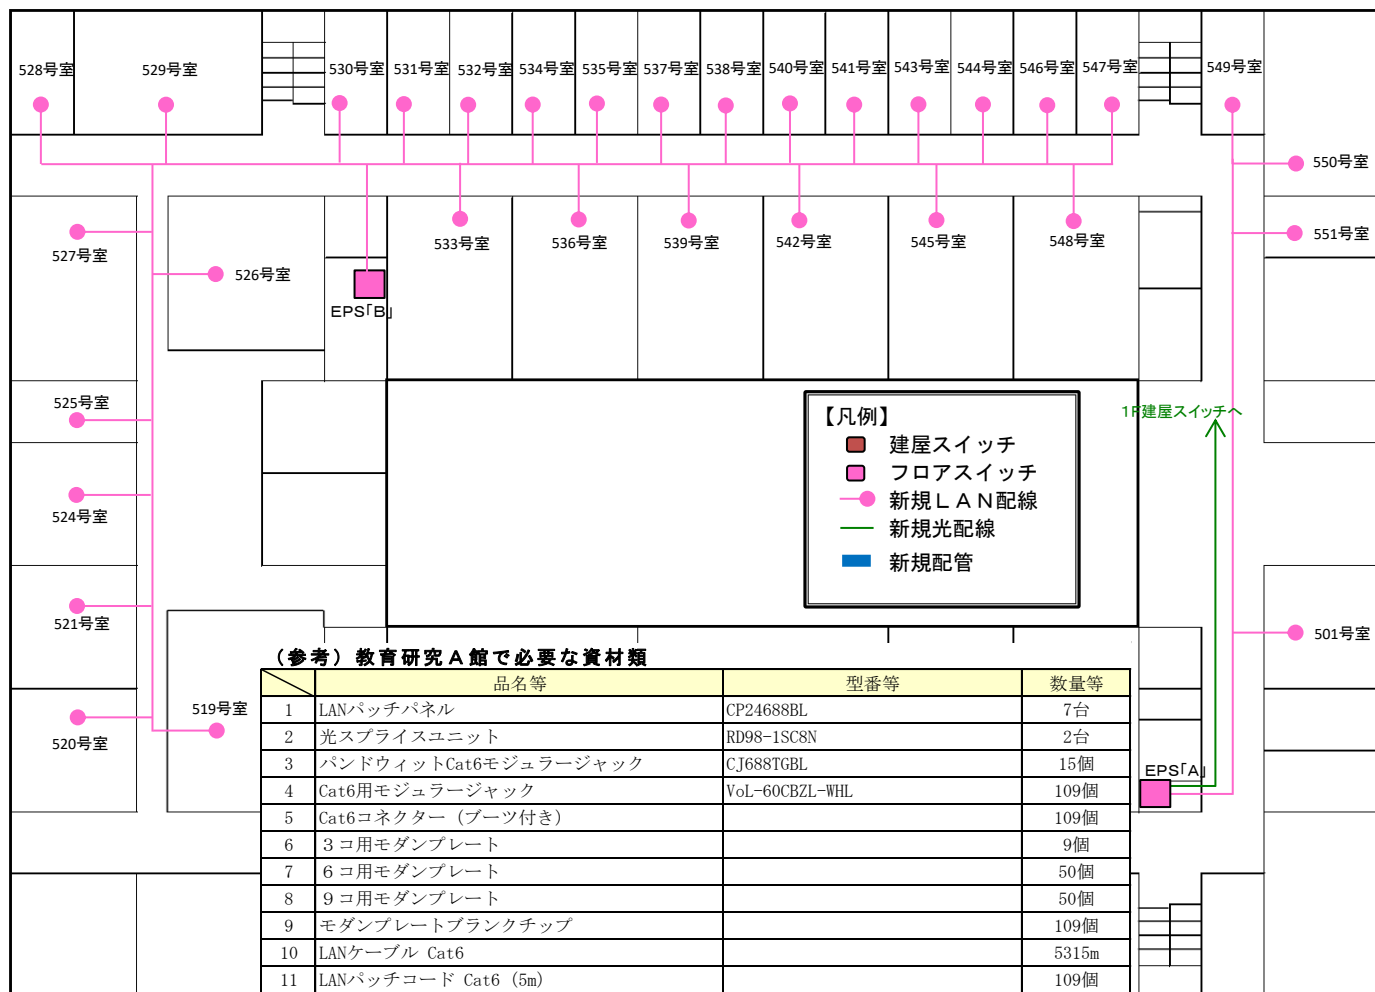 528号室 529号室 530号室 531号室 532号室 534号室 535号室 537号室 538号室 540号室 541号室 543号室 544号室 546号室 547号室 549号室
550号室
527号室 526号室 533号室 536号室 539号室 542号室 545号室 548号室 551号室
EPS「B」
525号室
524号室
521号室
520号室
519号室
【凡例】
建屋スイッチ
フロアスイッチ
新規ＬＡＮ配線
新規光配線
新規配管
1F建屋スイッチへ
501号室
EPS「A」
（参考）教育研究Ａ館で必要な資材類
品名等 型番等 数量等
1 LANパッチパネル CP24688BL 7台
2 光スプライスユニット RD98-1SC8N 2台
3 パンドウィットCat6モジュラージャック CJ688TGBL 15個
4 Cat6用モジュラージャック VoL-60CBZL-WHL 109個
5 Cat6コネクター（ブーツ付き） 109個
6 ３コ用モダンプレート 9個
7 ６コ用モダンプレート 50個
8 ９コ用モダンプレート 50個
9 モダンプレートブランクチップ 109個
10 LANケーブル Cat6 5315m
11 LANパッチコード Cat6 (5m) 109個